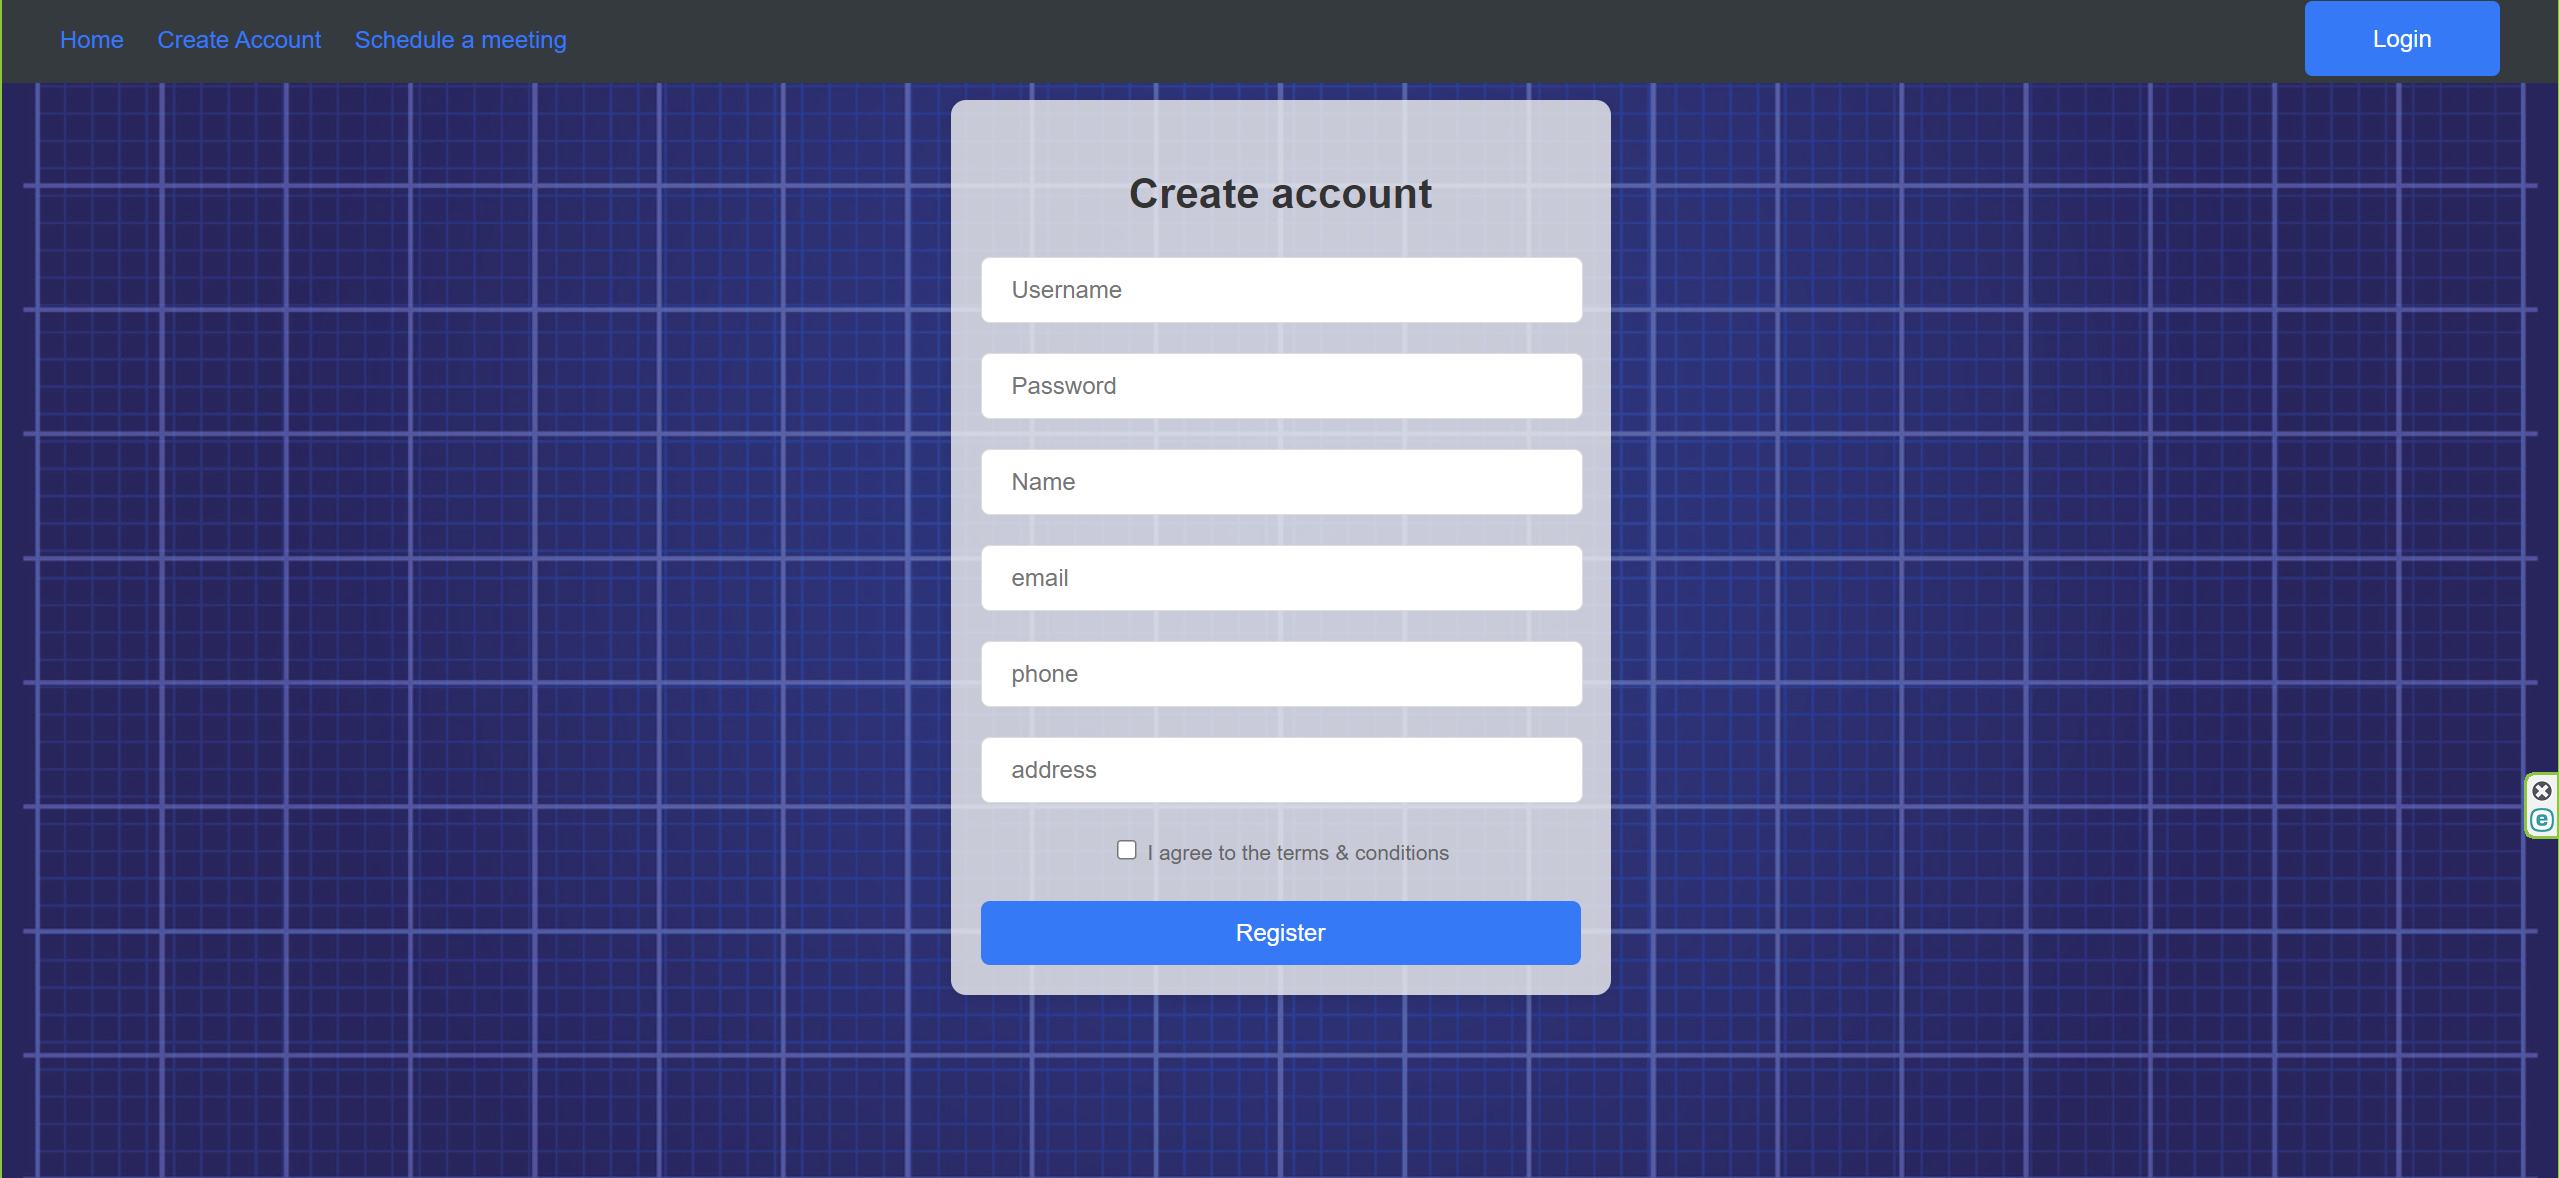 Home Create Account Schedule a meeting Login
Create account
Username
Password
Name
email
phone
address
I agree to the terms & conditions
Register
e